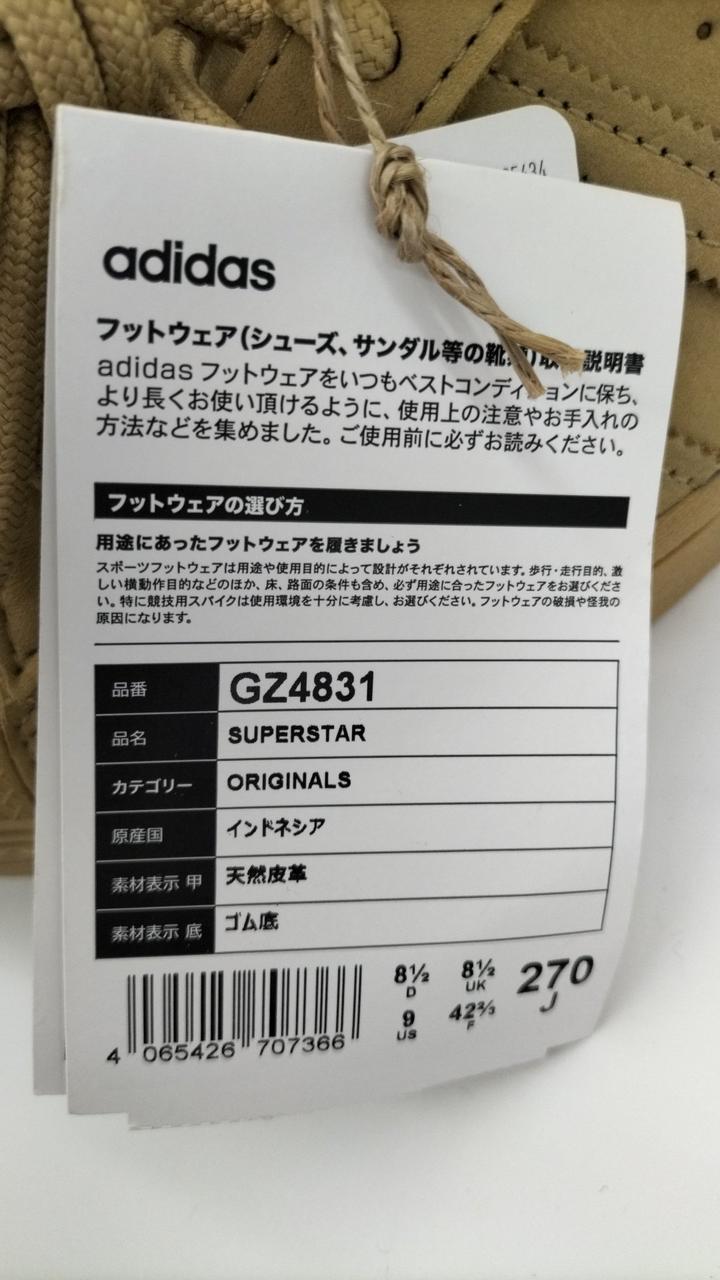 adidas
フットウェア(シューズ、サンダル等の靴 説明書
adidas フットウェアをいつもベストコンディションに保ち、
より長くお使い頂けるように、使用上の注意やお手入れの
方法などを集めました。ご使用前に必ずお読みください。
フットウェアの選び方
用途にあったフットウェアを履きましょう
スポーツフットウェアは用途や使用目的によって設計がそれぞれされています。歩行・走行目的、激
しい横動作目的などのほか、床、路面の条件も含め、必ず用途に合ったフットウェアをお選びくださ
い。特に競技用スパイクは使用環境を十分に考慮し、お選びください。フットウェアの破損や怪我の
原因になります。
品番 GZ4831
品名 SUPERSTAR
カテゴリー ORIGINALS
原産国 インドネシア
素材表示 甲 天然皮革
素材表示 底 ゴム底
8½ 8½ 270
D UK J
9 42⅔
US F
4 065426 707366